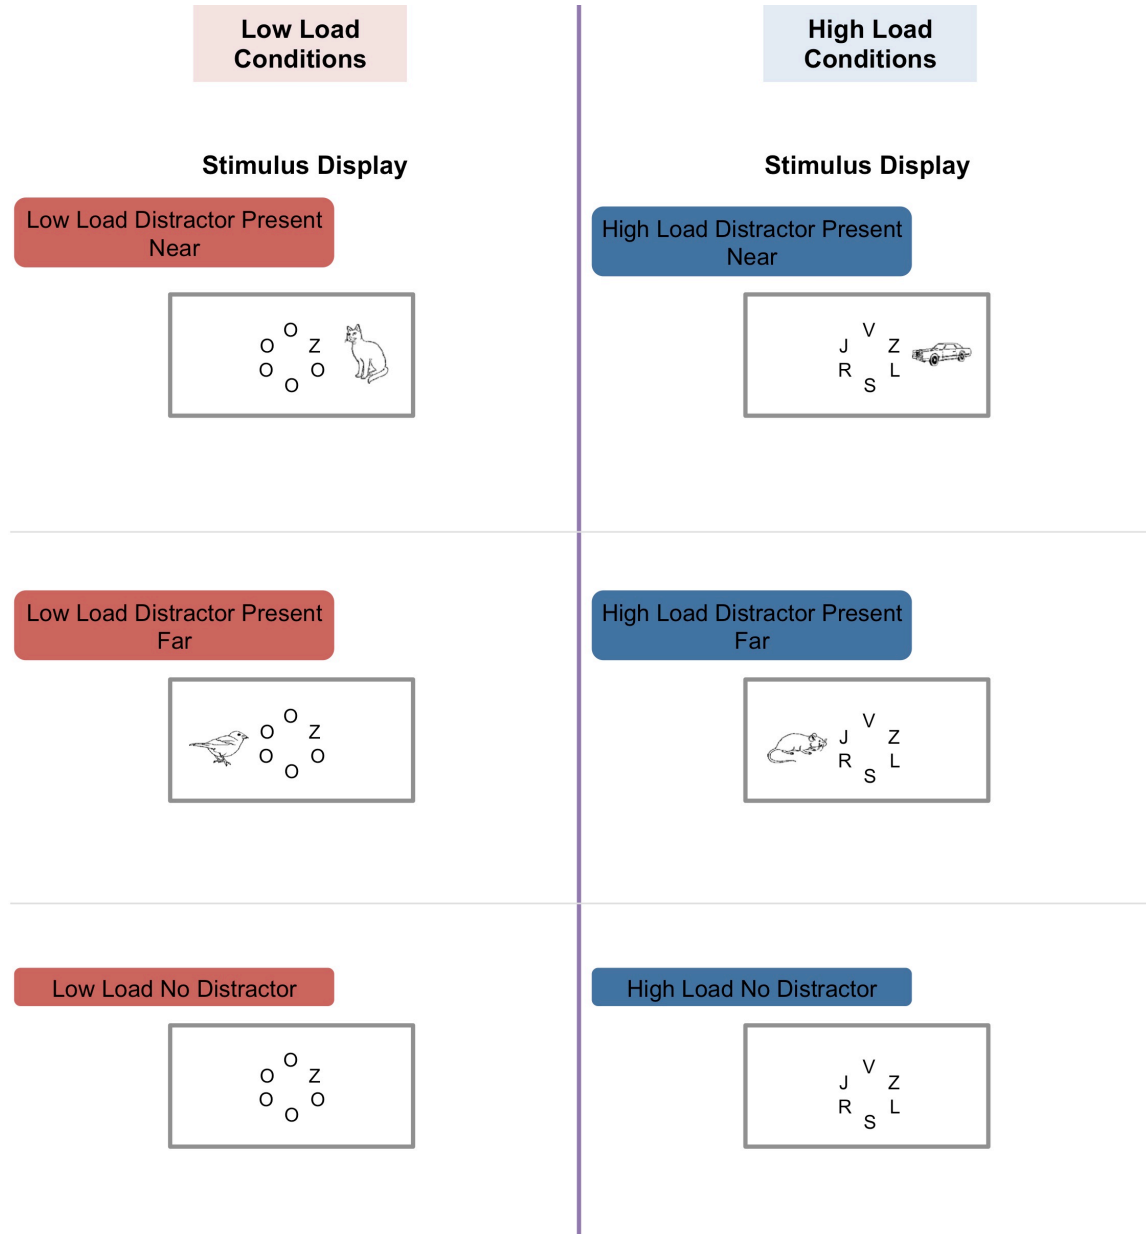 Low Load
Conditions
High Load
Conditions
Stimulus Display
Stimulus Display
Low Load Distractor Present
Near
High Load Distractor Present
Near
O
O Z
O O
O
V
J Z
R L
S
Low Load Distractor Present
Far
High Load Distractor Present
Far
O
O Z
O O
O
V
J Z
R L
S
Low Load No Distractor
High Load No Distractor
O
O Z
O O
O
V
J Z
R L
S